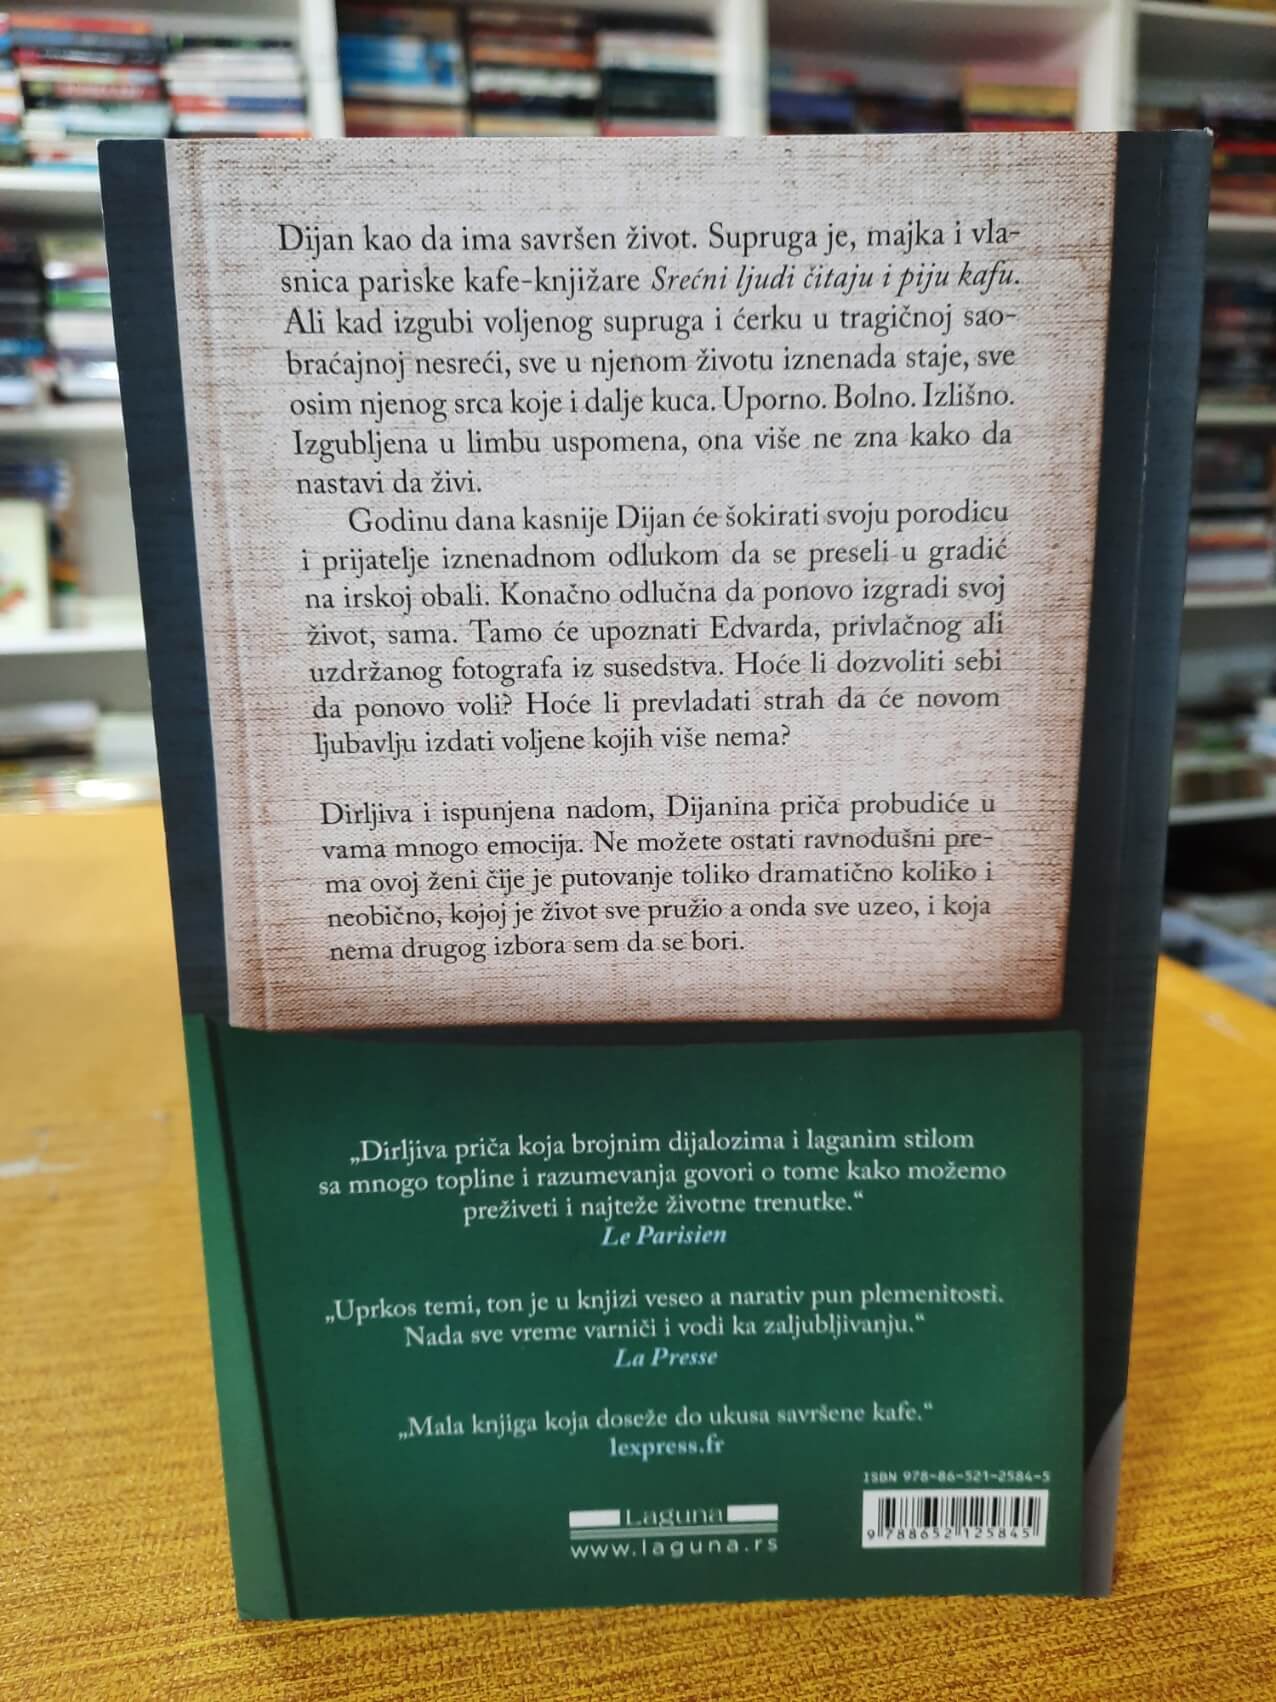 Dijan kao da ima savršen život. Supruga je, majka i vla-
snica pariske kafe-knjižare Srećni ljudi čitaju i piju kafu.
Ali kad izgubi voljenog supruga i ćerku u tragičnoj sao-
braćajnoj nesreći, sve u njenom životu iznenada staje, sve
osim njenog srca koje i dalje kuca. Uporno. Bolno. Izlišno.
Izgubljena u limbu uspomena, ona više ne zna kako da
nastavi da živi.
Godinu dana kasnije Dijan će šokirati svoju porodicu
i prijatelje iznenadnom odlukom da se preseli u gradić
na irskoj obali. Konačno odlučna da ponovo izgradi svoj
život, sama. Tamo će upoznati Edvarda, privlačnog ali
uzdržanog fotografa iz susedstva. Hoće li dozvoliti sebi
da ponovo voli? Hoće li prevladati strah da će novom
ljubavlju izdati voljene kojih više nema?
Dirljiva i ispunjena nadom, Dijanina priča probudiće u
vama mnogo emocija. Ne možete ostati ravnodušni pre-
ma ovoj ženi čije je putovanje toliko dramatično koliko i
neobično, kojoj je život sve pružio a onda sve uzeo, i koja
nema drugog izbora sem da se bori.
„Dirljiva priča koja brojnim dijalozima i laganim stilom
sa mnogo topline i razumevanja govori o tome kako možemo
preživeti i najteže životne trenutke.“
Le Parisien
„Uprkos temi, ton je u knjizi veseo a narativ pun plemenitosti.
Nada sve vreme varniči i vodi ka zaljubljivanju.“
La Presse
„Mala knjiga koja doseže do ukusa savršene kafe.“
lexpress.fr
ISBN 978-86-521-2584-5
Laguna
www.laguna.rs
9 788652 125845